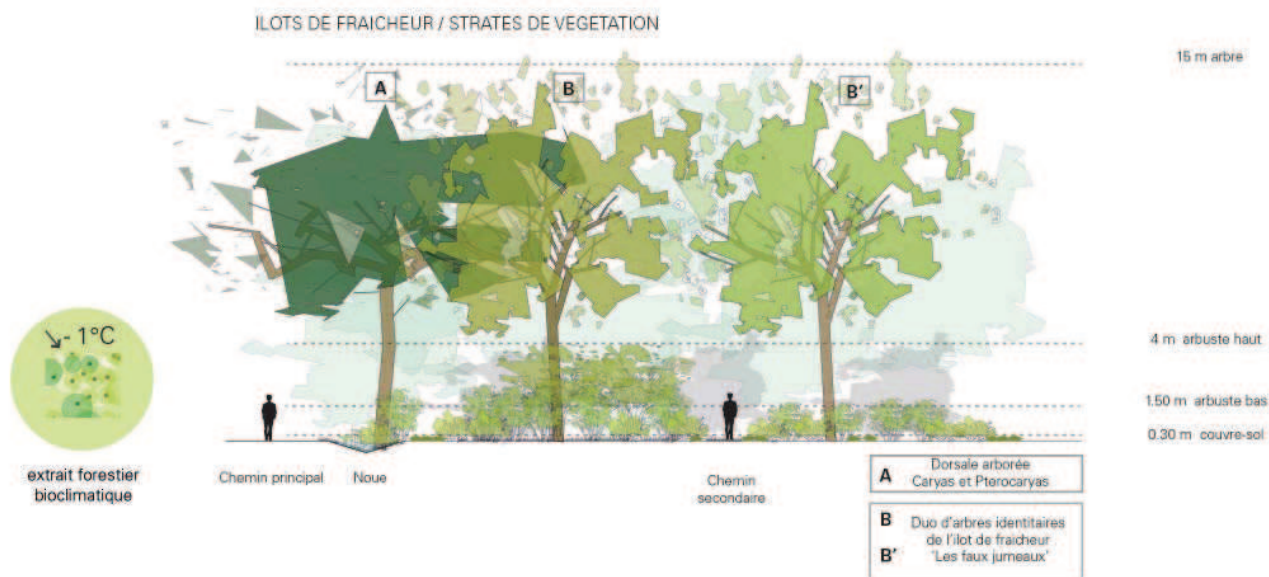 ILOTS DE FRAICHEUR / STRATES DE VEGETATION
15 m arbre
A
B
B'
4 m arbuste haut
1.50 m arbuste bas
0.30 m couvre-sol
↘- 1°C
extrait forestier
bioclimatique
Chemin principal
Noue
Chemin
secondaire
A
Dorsale arborée
Caryas et Pterocaryas
B
Duo d'arbres identitaires
de l'ilot de fraicheur
B'
'Les faux jumeaux'